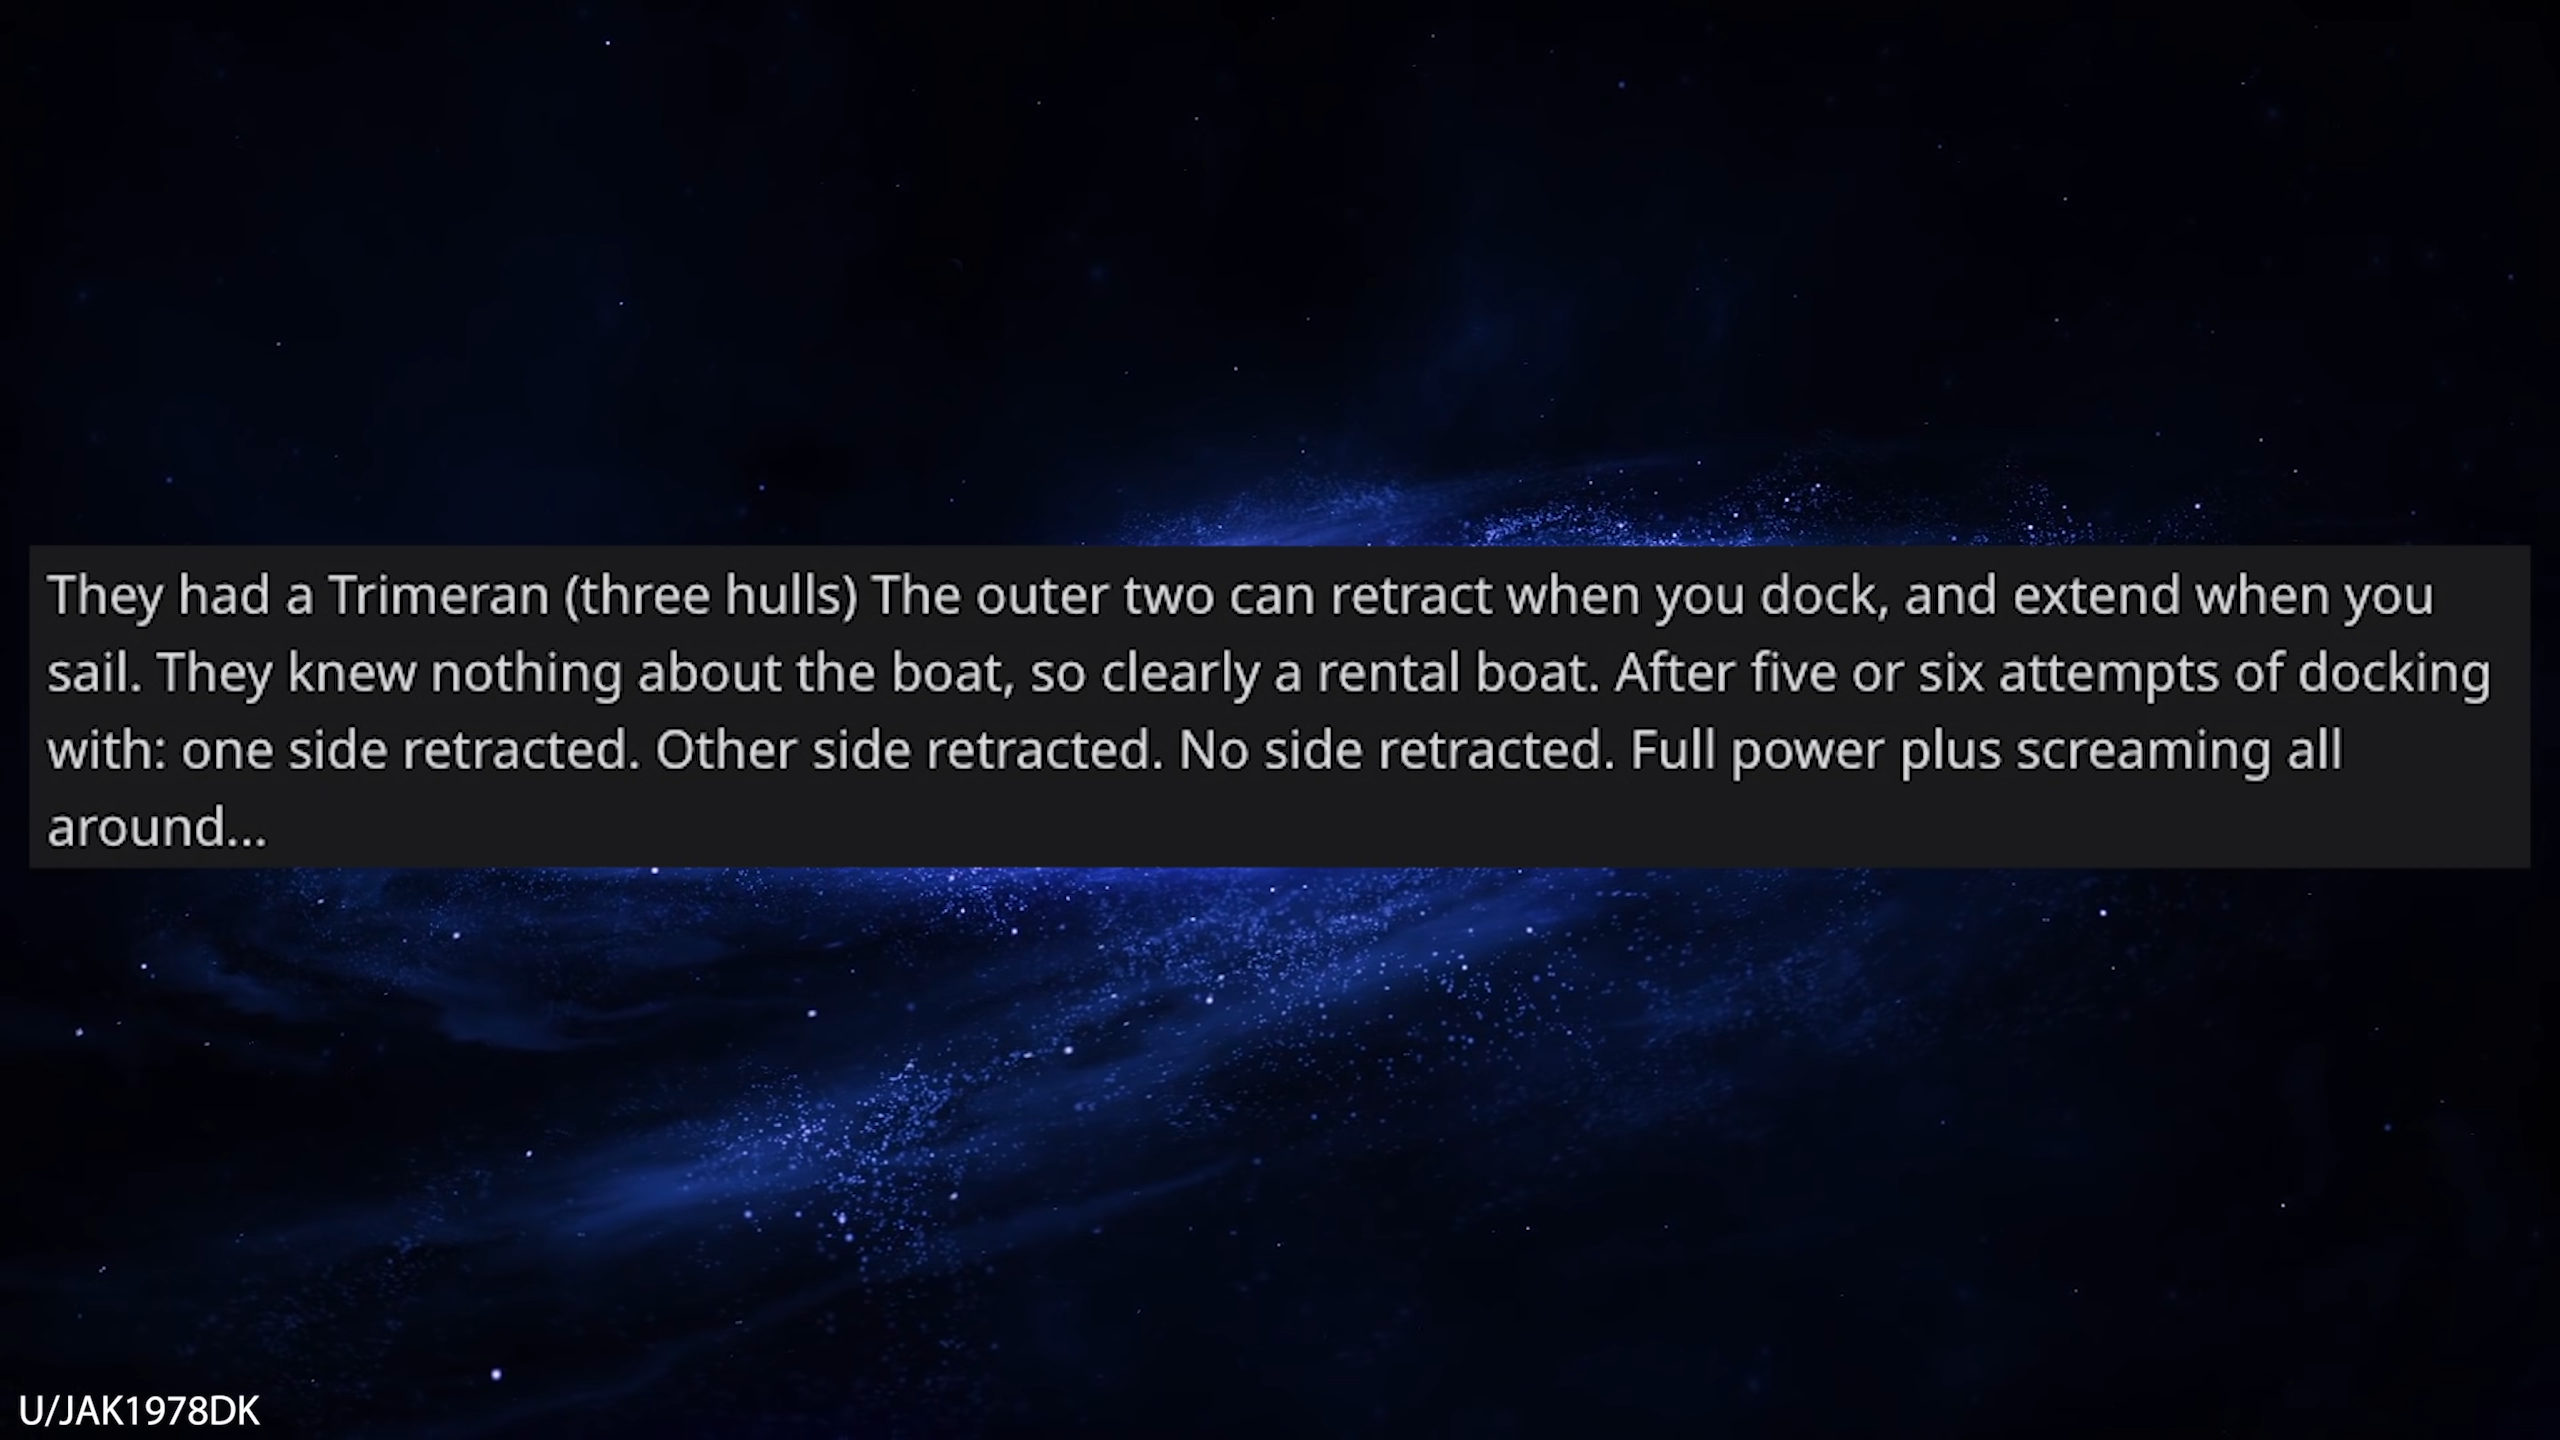 They had a Trimeran (three hulls) The outer two can retract when you dock, and extend when you
sail. They knew nothing about the boat, so clearly a rental boat. After five or six attempts of docking
with: one side retracted. Other side retracted. No side retracted. Full power plus screaming all
around...
U/JAK1978DK